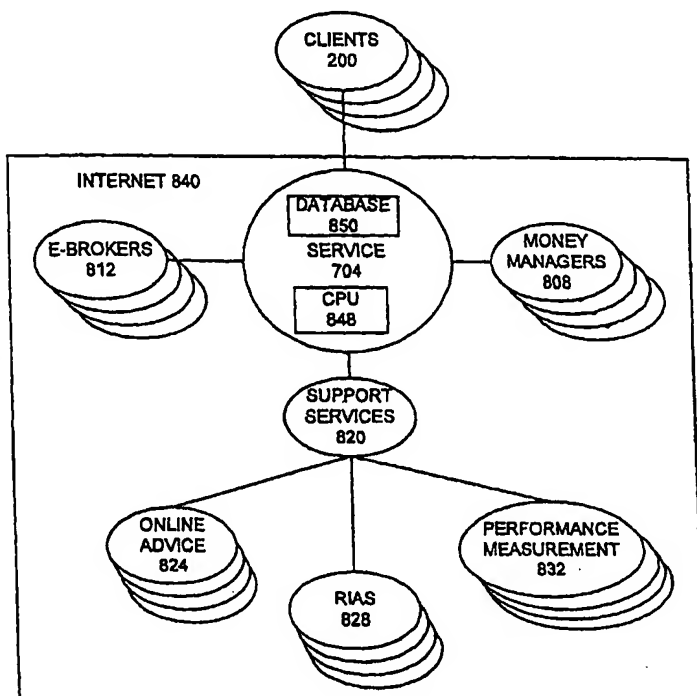 CLIENTS
200
INTERNET 840
DATABASE
850
SERVICE
704
CPU
848
E-BROKERS
812
MONEY
MANAGERS
808
SUPPORT
SERVICES
820
ONLINE
ADVICE
824
RIAS
828
PERFORMANCE
MEASUREMENT
832